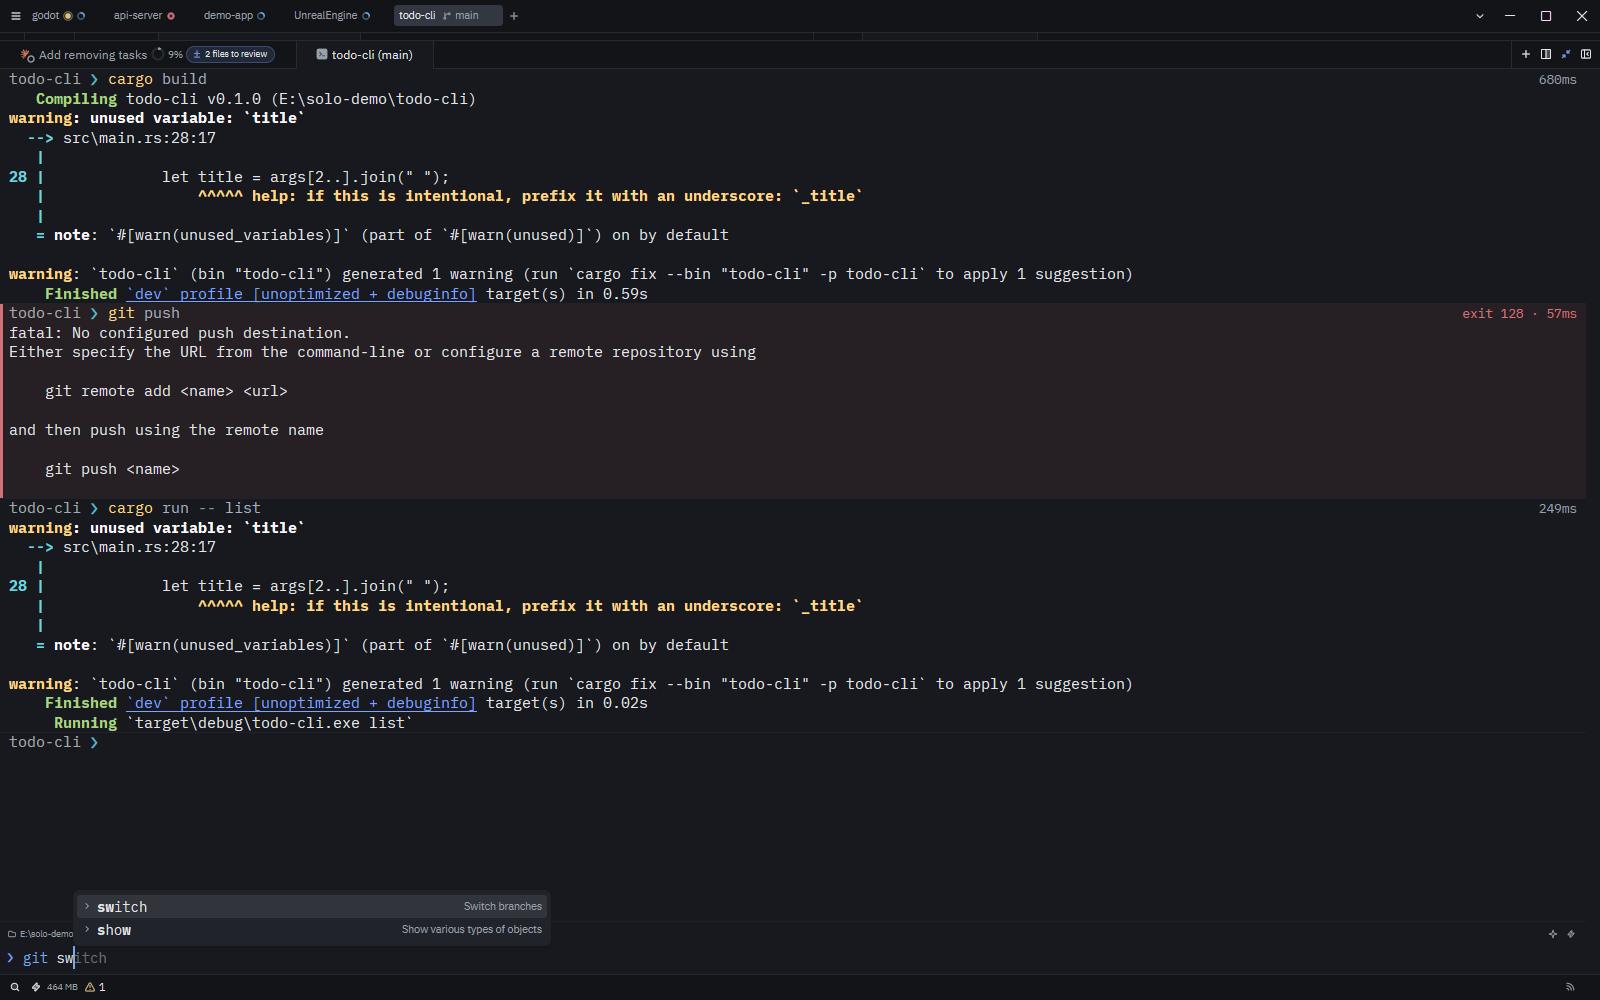 godot api-server demo-app UnrealEngine todo-cli main
Add removing tasks 9% 2 files to review todo-cli (main)
todo-cli ❯ cargo build 680ms
   Compiling todo-cli v0.1.0 (E:\solo-demo\todo-cli)
warning: unused variable: `title`
  --> src\main.rs:28:17
   |
28 |             let title = args[2..].join(" ");
   |                 ^^^^^ help: if this is intentional, prefix it with an underscore: `_title`
   |
   = note: `#[warn(unused_variables)]` (part of `#[warn(unused)]`) on by default
warning: `todo-cli` (bin "todo-cli") generated 1 warning (run `cargo fix --bin "todo-cli" -p todo-cli` to apply 1 suggestion)
    Finished `dev` profile [unoptimized + debuginfo] target(s) in 0.59s
todo-cli ❯ git push exit 128 · 57ms
fatal: No configured push destination.
Either specify the URL from the command-line or configure a remote repository using
    git remote add <name> <url>
and then push using the remote name
    git push <name>
todo-cli ❯ cargo run -- list 249ms
warning: unused variable: `title`
  --> src\main.rs:28:17
   |
28 |             let title = args[2..].join(" ");
   |                 ^^^^^ help: if this is intentional, prefix it with an underscore: `_title`
   |
   = note: `#[warn(unused_variables)]` (part of `#[warn(unused)]`) on by default
warning: `todo-cli` (bin "todo-cli") generated 1 warning (run `cargo fix --bin "todo-cli" -p todo-cli` to apply 1 suggestion)
    Finished `dev` profile [unoptimized + debuginfo] target(s) in 0.02s
     Running `target\debug\todo-cli.exe list`
todo-cli ❯
switch Switch branches
show Show various types of objects
E:\solo-demo
❯ git switch
464 MB 1